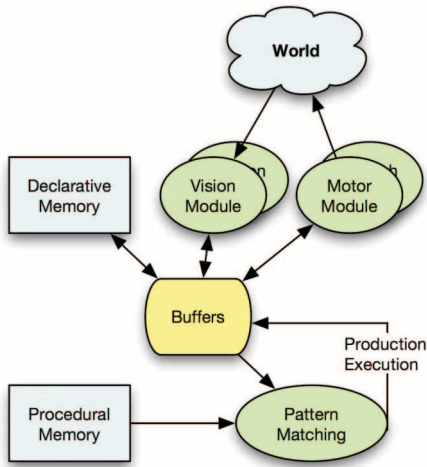 World
Declarative
Memory
Vision
Module
Motor
Module
Buffers
Production
Execution
Procedural
Memory
Pattern
Matching